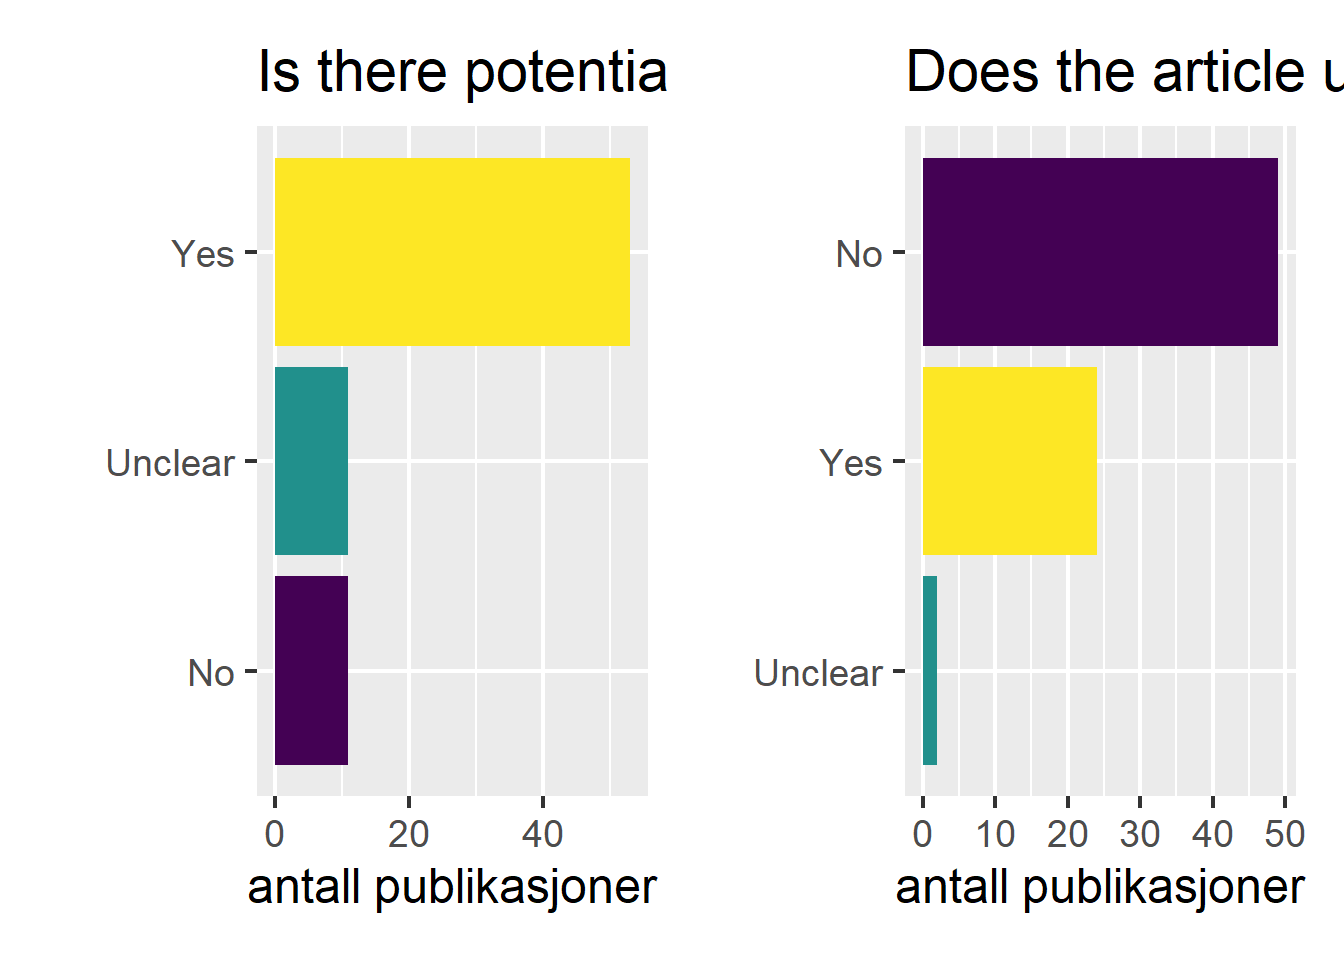 Is there potentia
Yes
Unclear
No
0 20 40
antall publikasjoner
Does the article u
No
Yes
Unclear
0 10 20 30 40 50
antall publikasjoner